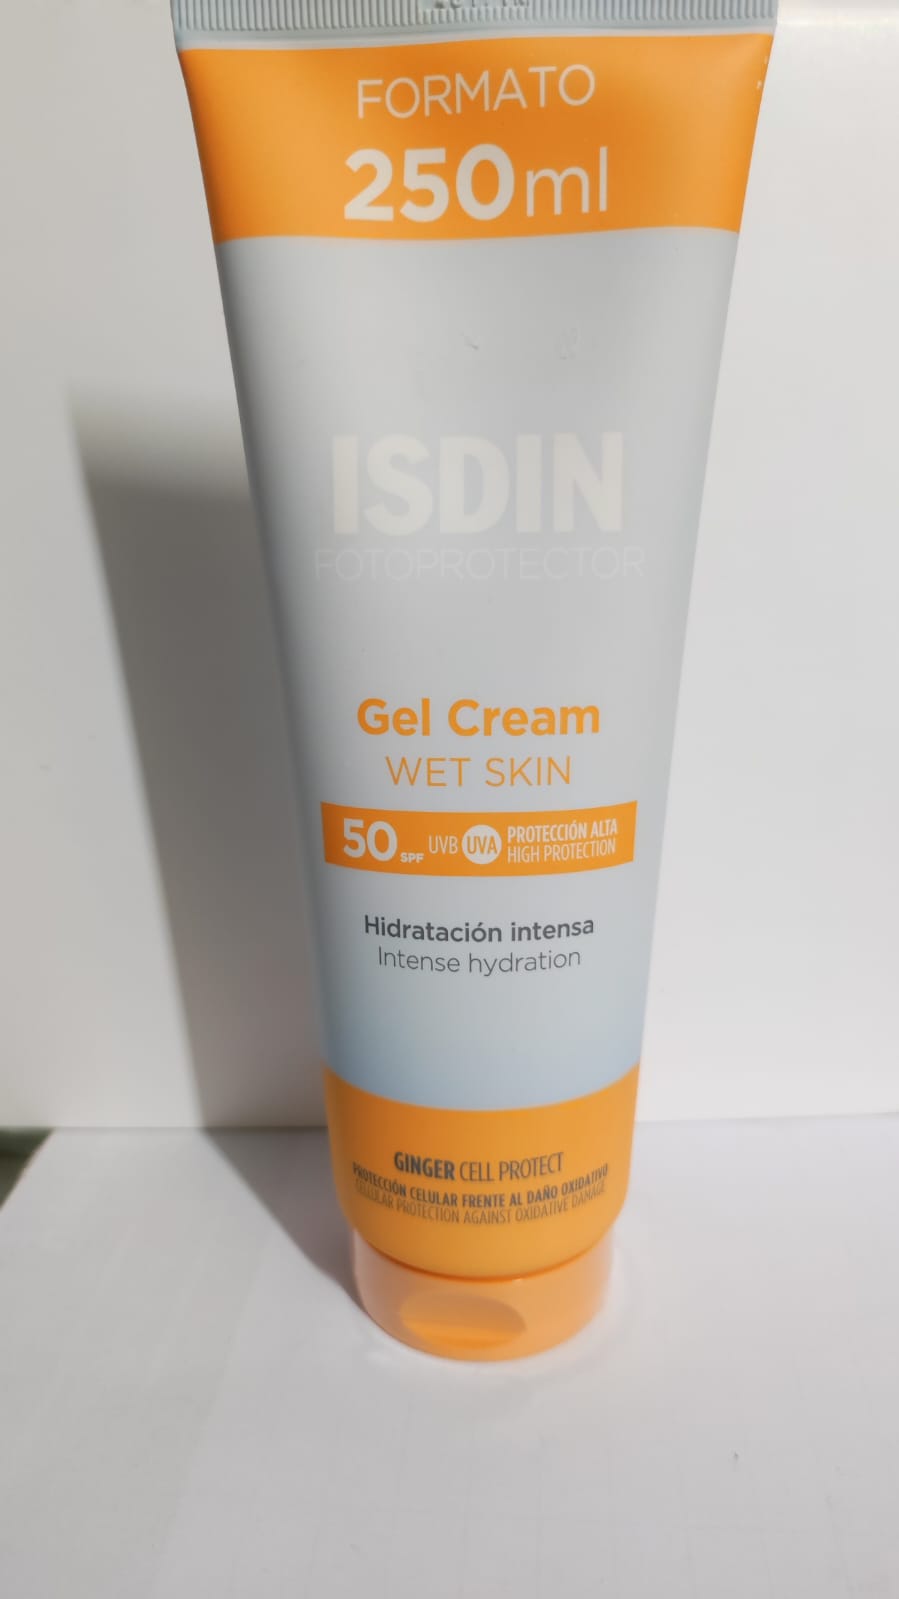 FORMATO
250ml
ISDIN
FOTOPROTECTOR
Gel Cream
WET SKIN
50 SPF UVB UVA PROTECCIÓN ALTA
HIGH PROTECTION
Hidratación intensa
Intense hydration
GINGER CELL PROTECT
PROTECCIÓN CELULAR FRENTE AL DAÑO OXIDATIVO
CELLULAR PROTECTION AGAINST OXIDATIVE DAMAGE